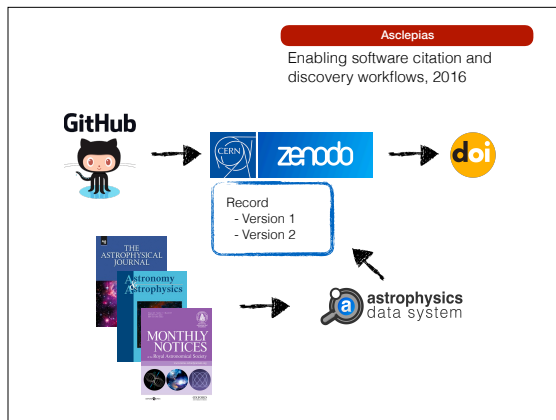 Asclepias
Enabling software citation and
discovery workflows, 2016
GitHub
CERN
zenodo
doi
Record
- Version 1
- Version 2
THE
ASTROPHYSICAL
JOURNAL
Astronomy
&
Astrophysics
MONTHLY
NOTICES
Royal Astronomical Society
a
astrophysics
data system